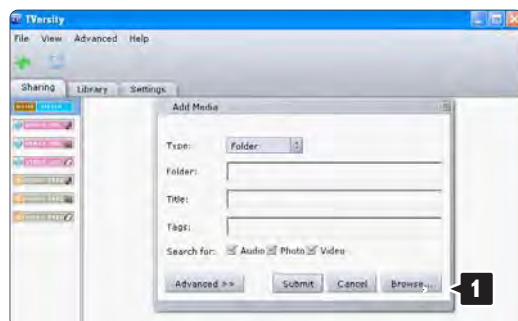 TVersity
File View Advanced Help
Sharing Library Settings
Add Media
Type: Folder
Folder:
Title:
Tags:
Search for: Audio Photo Video
Advanced >> Submit Cancel Browse...
1